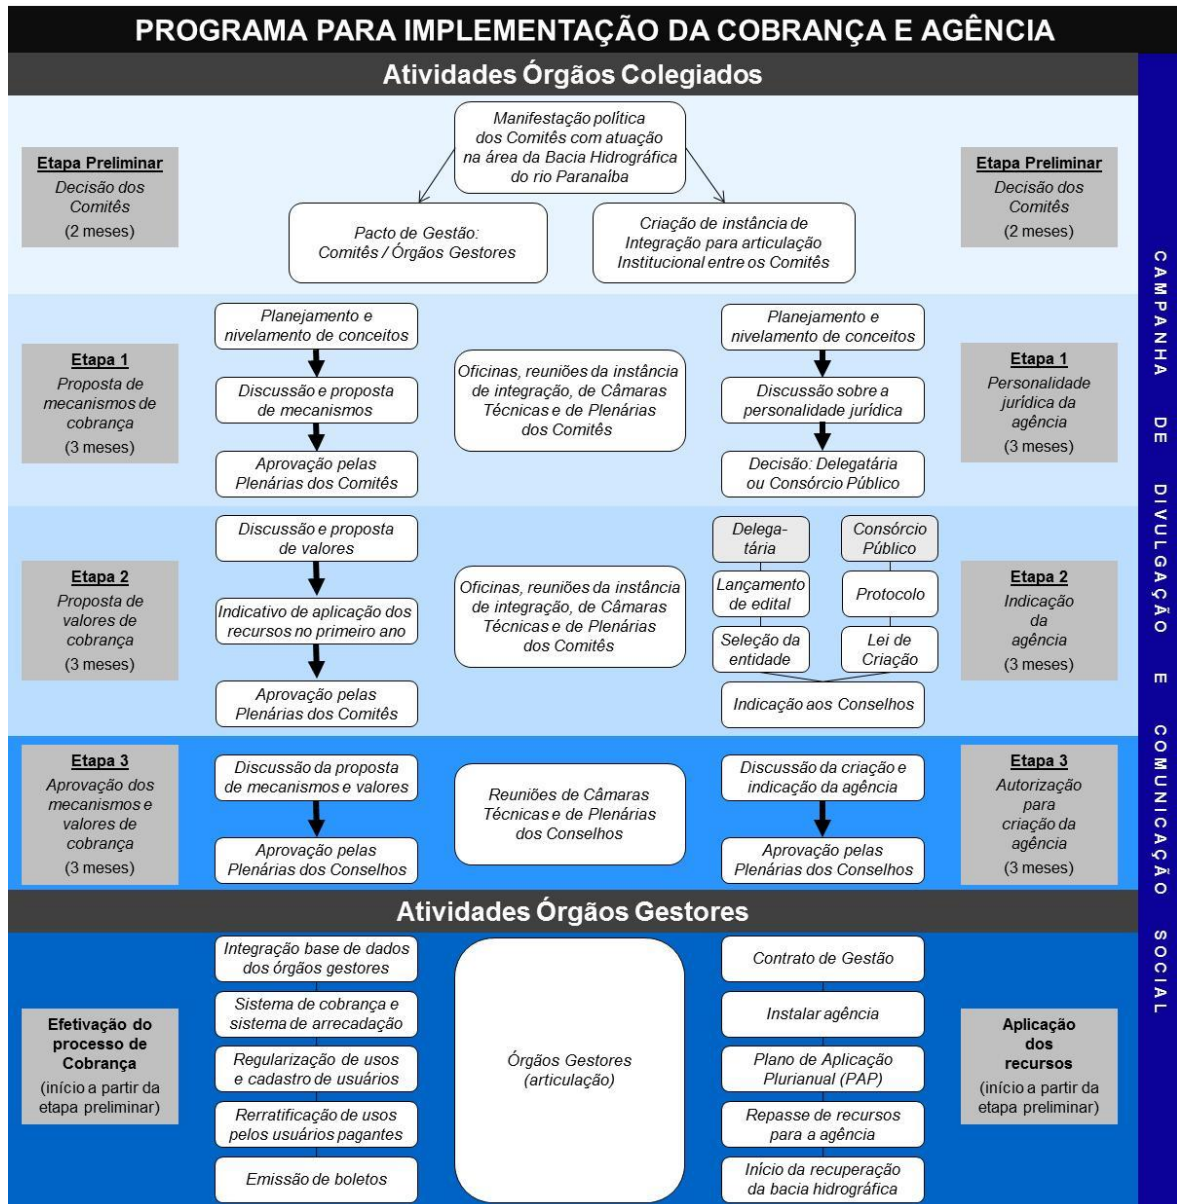 PROGRAMA PARA IMPLEMENTAÇÃO DA COBRANÇA E AGÊNCIA
Atividades Órgãos Colegiados
Manifestação política
dos Comitês com atuação
na área da Bacia Hidrográfica
do rio Paranaíba
Etapa Preliminar
Decisão dos
Comitês
(2 meses)
Pacto de Gestão:
Comitês / Órgãos Gestores
Criação de instância de
Integração para articulação
Institucional entre os Comitês
Etapa Preliminar
Decisão dos
Comitês
(2 meses)
Etapa 1
Proposta de
mecanismos de
cobrança
(3 meses)
Planejamento e
nivelamento de conceitos
Discussão e proposta
de mecanismos
Aprovação pelas
Plenárias dos Comitês
Oficinas, reuniões da instância
de integração, de Câmaras
Técnicas e de Plenárias
dos Comitês
Planejamento e
nivelamento de conceitos
Discussão sobre a
personalidade jurídica
Decisão: Delegatária
ou Consórcio Público
Etapa 1
Personalidade
jurídica da
agência
(3 meses)
Etapa 2
Proposta de
valores de
cobrança
(3 meses)
Discussão e proposta
de valores
Indicativo de aplicação dos
recursos no primeiro ano
Aprovação pelas
Plenárias dos Comitês
Oficinas, reuniões da instância
de integração, de Câmaras
Técnicas e de Plenárias
dos Comitês
Delega-
tária
Lançamento
de edital
Seleção da
entidade
Consórcio
Público
Protocolo
Lei de
Criação
Indicação aos Conselhos
Etapa 2
Indicação
da
agência
(3 meses)
Etapa 3
Aprovação dos
mecanismos e
valores de
cobrança
(3 meses)
Discussão da proposta
de mecanismos e valores
Aprovação pelas
Plenárias dos Conselhos
Reuniões de Câmaras
Técnicas e de Plenárias
dos Conselhos
Discussão da criação e
indicação da agência
Aprovação pelas
Plenárias dos Conselhos
Etapa 3
Autorização
para
criação da
agência
(3 meses)
Atividades Órgãos Gestores
Efetivação do
processo de
Cobrança
(início a partir da
etapa preliminar)
Integração base de dados
dos órgãos gestores
Sistema de cobrança e
sistema de arrecadação
Regularização de usos
e cadastro de usuários
Rerratificação de usos
pelos usuários pagantes
Emissão de boletos
Órgãos Gestores
(articulação)
Contrato de Gestão
Instalar agência
Plano de Aplicação
Plurianual (PAP)
Repasse de recursos
para a agência
Início da recuperação
da bacia hidrográfica
Aplicação
dos
recursos
(início a partir da
etapa preliminar)
CAMPANHA DE DIVULGAÇÃO E COMUNICAÇÃO SOCIAL